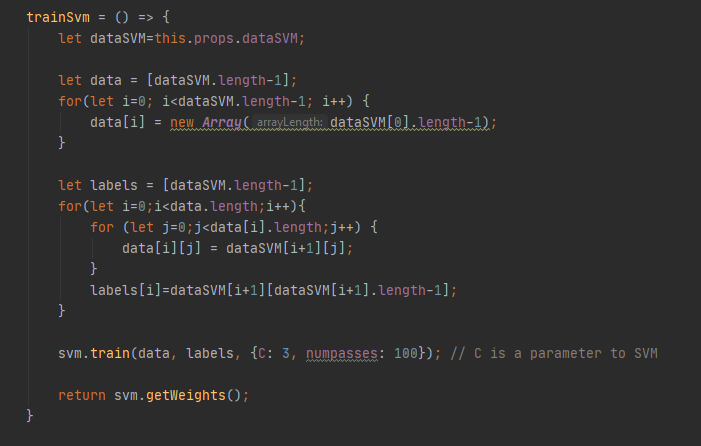 trainSvm = () => {
let dataSVM=this.props.dataSVM;
let data = [dataSVM.length-1];
for(let i=0; i<dataSVM.length-1; i++) {
data[i] = new Array( arrayLength: dataSVM[0].length-1);
}
let labels = [dataSVM.length-1];
for(let i=0;i<data.length;i++){
for (let j=0;j<data[i].length;j++) {
data[i][j] = dataSVM[i+1][j];
}
labels[i]=dataSVM[i+1][dataSVM[i+1].length-1];
}
svm.train(data, labels, {C: 3, numpasses: 100}); // C is a parameter to SVM
return svm.getWeights();
}